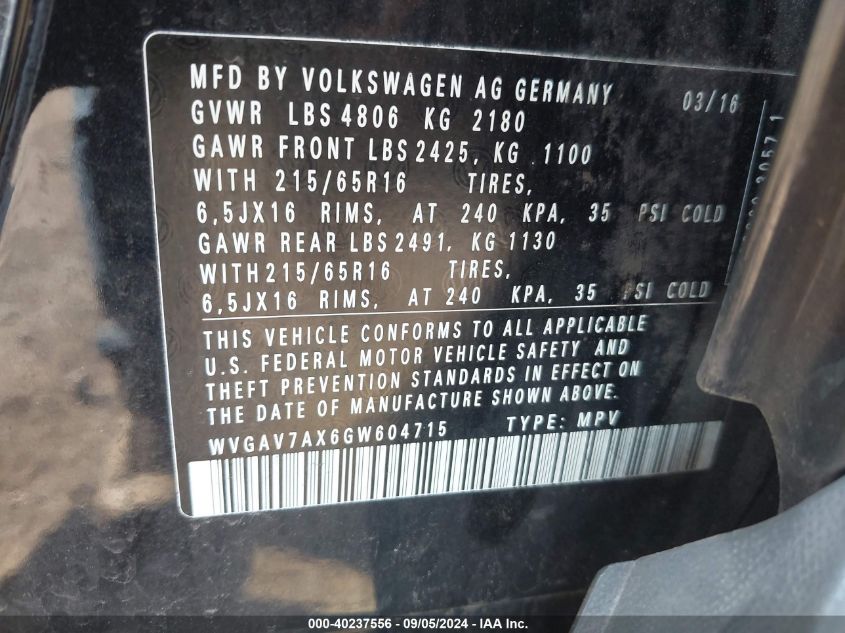 MFD BY VOLKSWAGEN AG GERMANY 03/16
GVWR LBS 4806 KG 2180
GAWR FRONT LBS 2425, KG 1100
WITH 215/65R16 TIRES,
6,5JX16 RIMS, AT 240 KPA, 35 PSI COLD
GAWR REAR LBS 2491, KG 1130
WITH 215/65R16 TIRES,
6,5JX16 RIMS, AT 240 KPA, 35 PSI COLD
THIS VEHICLE CONFORMS TO ALL APPLICABLE
U.S. FEDERAL MOTOR VEHICLE SAFETY AND
THEFT PREVENTION STANDARDS IN EFFECT ON
THE DATE OF MANUFACTURE SHOWN ABOVE.
WVGAV7AX6GW604715 TYPE: MPV
000-40237556 - 09/05/2024 - IAA Inc.